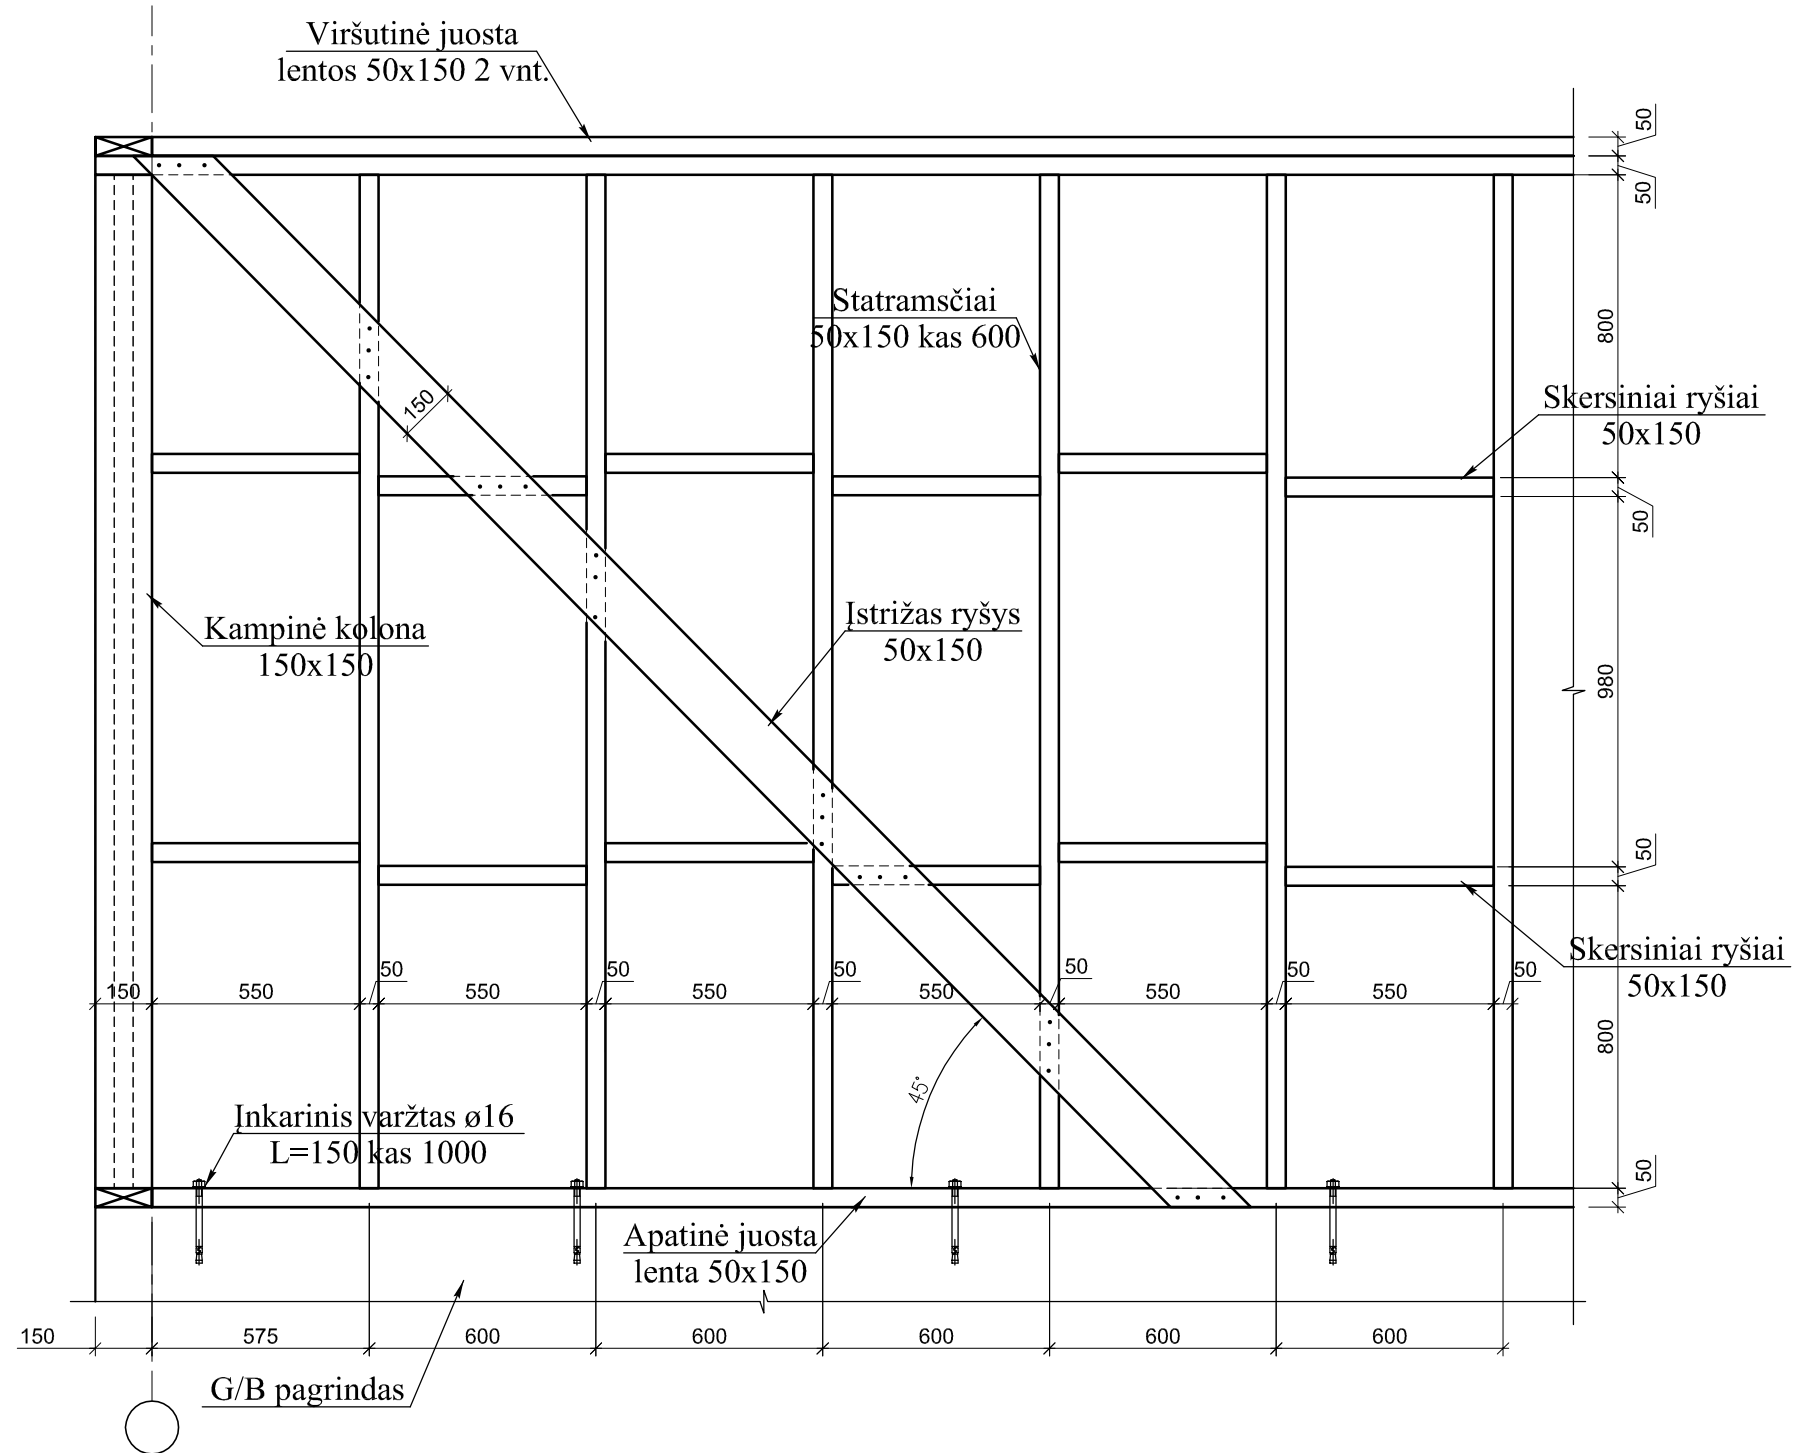 Viršutinė juosta
lentos 50x150 2 vnt.
50
50
Statramsčiai
50x150 kas 600
800
150
Skersiniai ryšiai
50x150
50
Kampinė kolona
150x150
Įstrižas ryšys
50x150
980
50
Skersiniai ryšiai
50x150
150
550
50
550
50
550
50
550
50
550
50
550
50
800
45°
Įnkarinis varžtas ø16
L=150 kas 1000
50
Apatinė juosta
lenta 50x150
150
575
600
600
600
600
600
G/B pagrindas